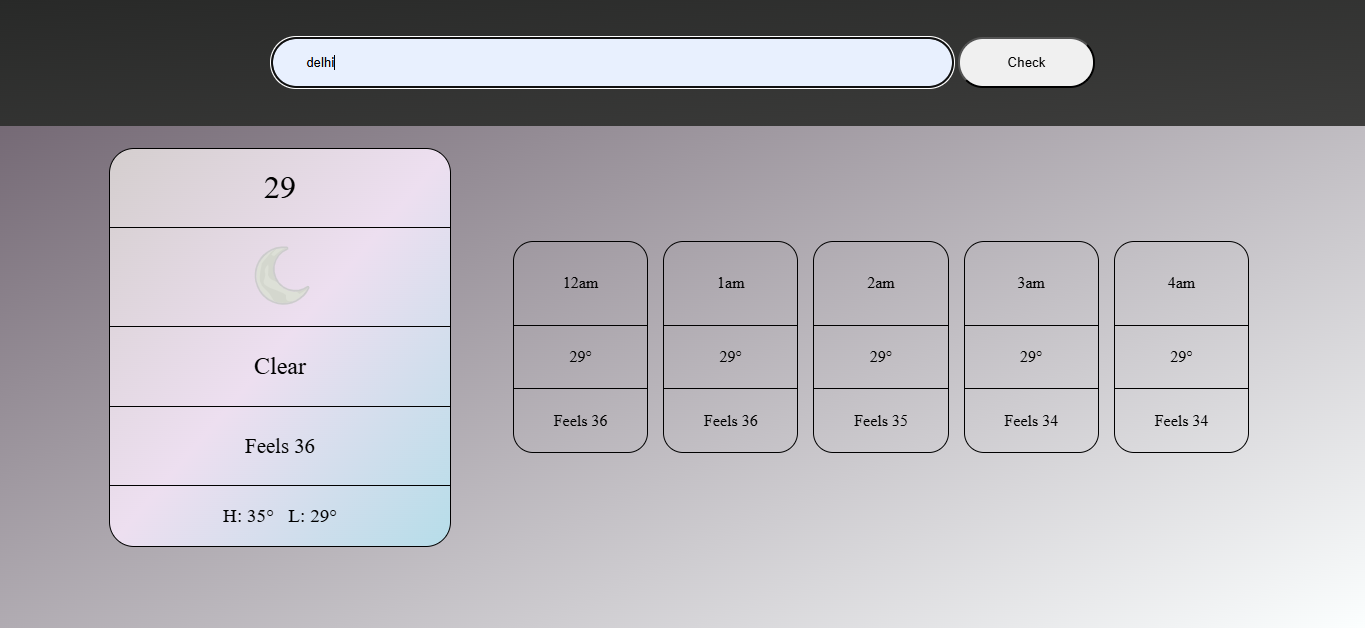 delhi
Check
29
Clear
Feels 36
H: 35° L: 29°
12am
29°
Feels 36
1am
29°
Feels 36
2am
29°
Feels 35
3am
29°
Feels 34
4am
29°
Feels 34